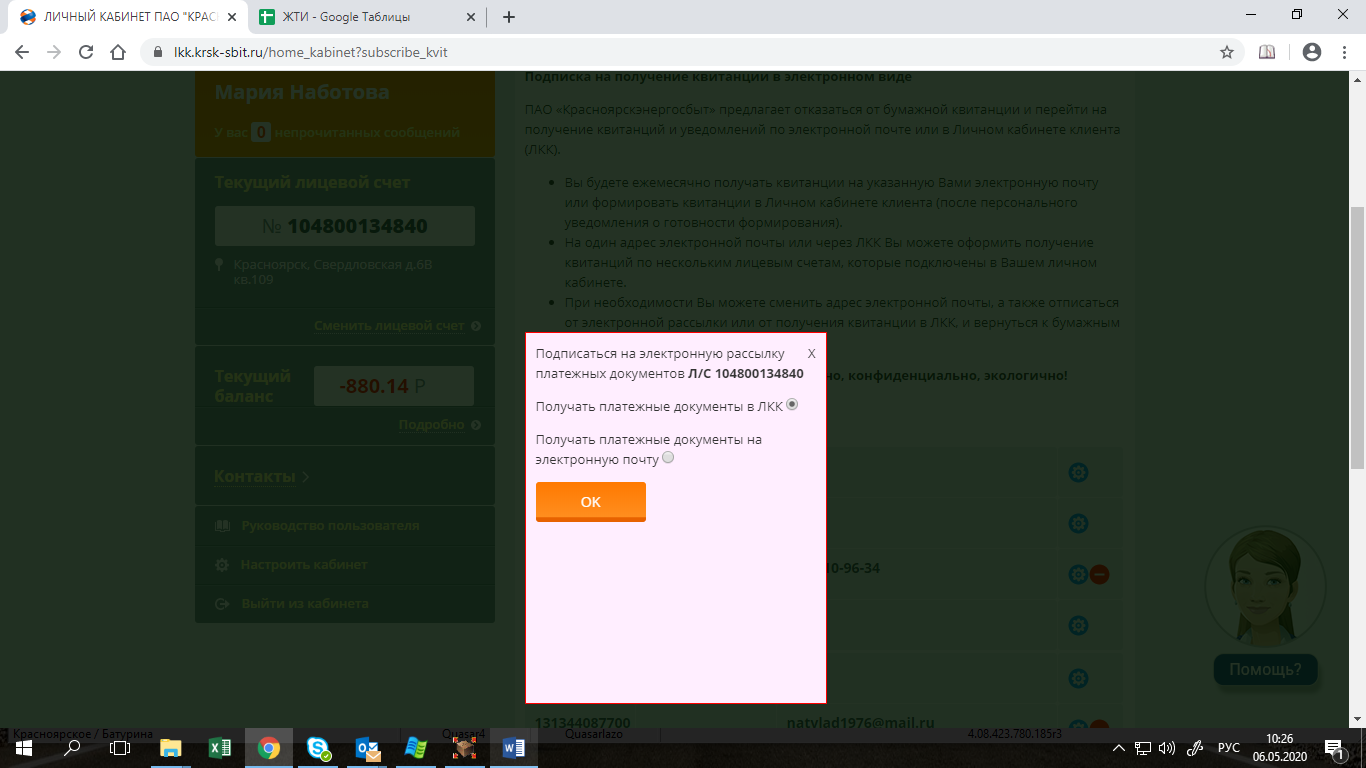 ЛИЧНЫЙ КАБИНЕТ ПАО "КРАС
ЖТИ - Google Таблицы
lkk.krsk-sbit.ru/home_kabinet?subscribe_kvit
Мария Наботова
У вас 0 непрочитанных сообщений
Текущий лицевой счет
№ 104800134840
Красноярск, Свердловская д.6В
кв.109
Сменить лицевой счет
Текущий
баланс
-880.14 Р
Подробно
Контакты
Руководство пользователя
Настроить кабинет
Выйти из кабинета
Подписка на получение квитанции в электронном виде
ПАО «Красноярскэнергосбыт» предлагает отказаться от бумажной квитанции и перейти на
получение квитанций и уведомлений по электронной почте или в Личном кабинете клиента
(ЛКК).
• Вы будете ежемесячно получать квитанции на указанную Вами электронную почту
или формировать квитанции в Личном кабинете клиента (после персонального
уведомления о готовности формирования).
• На один адрес электронной почты или через ЛКК Вы можете оформить получение
квитанций по нескольким лицевым счетам, которые подключены в Вашем личном
кабинете.
• При необходимости Вы можете сменить адрес электронной почты, а также отписаться
от электронной рассылки или от получения квитанции в ЛКК, и вернуться к бумажным
но, конфиденциально, экологично!
Подписаться на электронную рассылку X
платежных документов Л/С 104800134840
Получать платежные документы в ЛКК
Получать платежные документы на
электронную почту
OK
10-96-34
131344087700 natvlad1976@mail.ru
Помощь?
Красноярское / Батурина Quasar4 Quasarlazo 4.08.423.780.185r3
РУС
10:26
06.05.2020
1